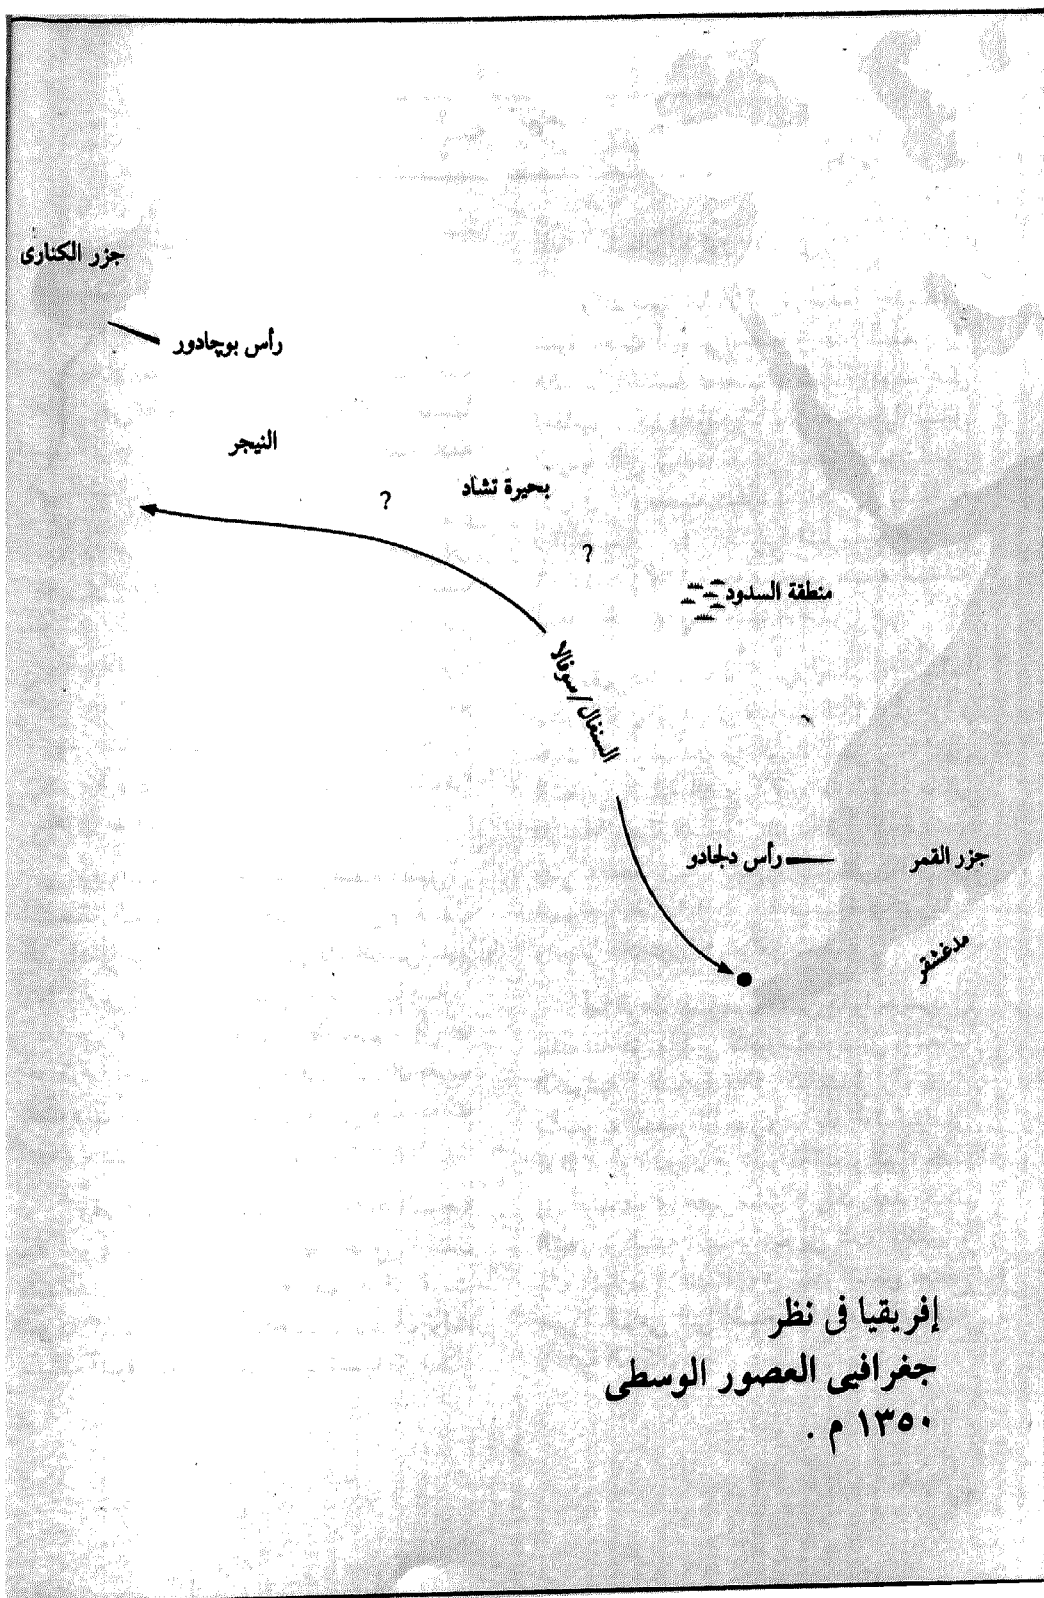 جزر الكنارى
رأس بوچادور
النيجر
بحيرة تشاد
?
?
منطقة السدود
السنغال / سوفالا
رأس دلجادو
جزر القمر
مدغشقر
إفريقيا فى نظر
جغرافيى العصور الوسطى
١٣٥٠ م .